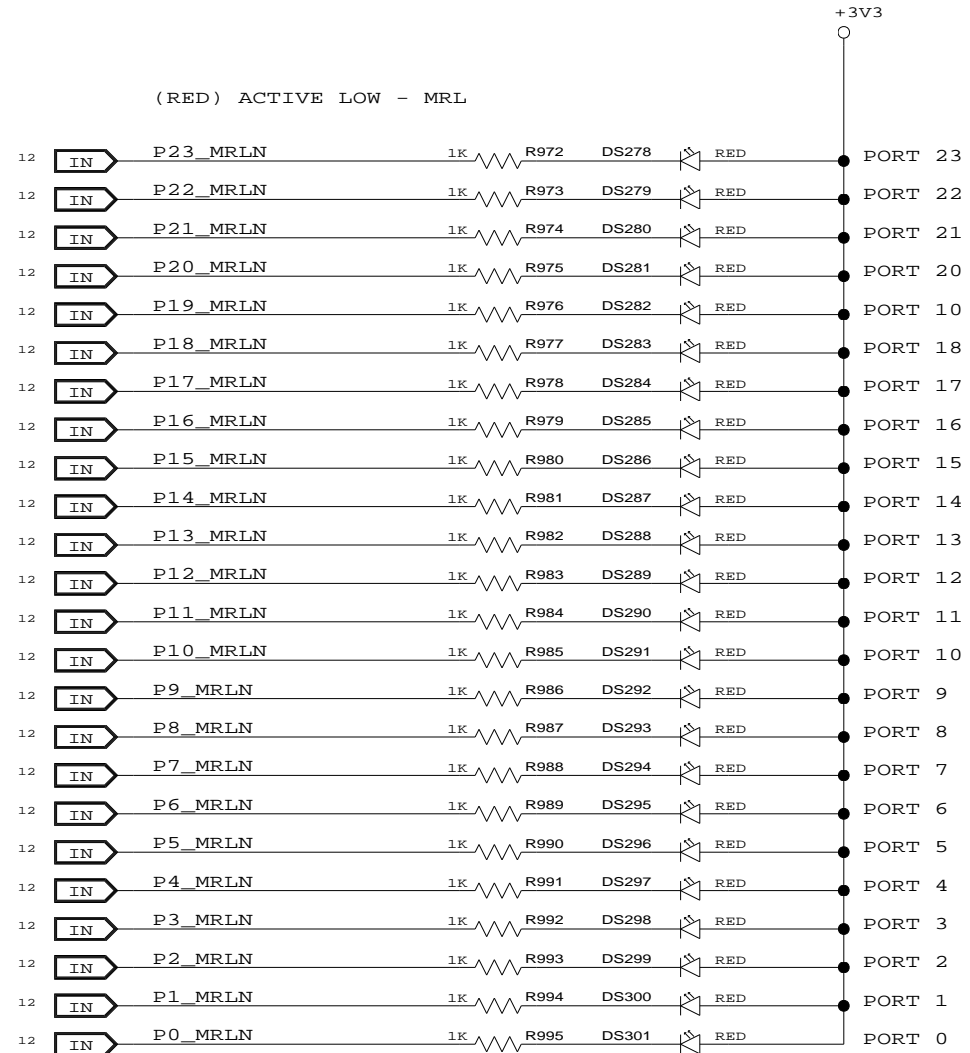 +3V3
(RED) ACTIVE LOW - MRL
12 IN P23_MRLN 1K R972 DS278 RED PORT 23
12 IN P22_MRLN 1K R973 DS279 RED PORT 22
12 IN P21_MRLN 1K R974 DS280 RED PORT 21
12 IN P20_MRLN 1K R975 DS281 RED PORT 20
12 IN P19_MRLN 1K R976 DS282 RED PORT 10
12 IN P18_MRLN 1K R977 DS283 RED PORT 18
12 IN P17_MRLN 1K R978 DS284 RED PORT 17
12 IN P16_MRLN 1K R979 DS285 RED PORT 16
12 IN P15_MRLN 1K R980 DS286 RED PORT 15
12 IN P14_MRLN 1K R981 DS287 RED PORT 14
12 IN P13_MRLN 1K R982 DS288 RED PORT 13
12 IN P12_MRLN 1K R983 DS289 RED PORT 12
12 IN P11_MRLN 1K R984 DS290 RED PORT 11
12 IN P10_MRLN 1K R985 DS291 RED PORT 10
12 IN P9_MRLN 1K R986 DS292 RED PORT 9
12 IN P8_MRLN 1K R987 DS293 RED PORT 8
12 IN P7_MRLN 1K R988 DS294 RED PORT 7
12 IN P6_MRLN 1K R989 DS295 RED PORT 6
12 IN P5_MRLN 1K R990 DS296 RED PORT 5
12 IN P4_MRLN 1K R991 DS297 RED PORT 4
12 IN P3_MRLN 1K R992 DS298 RED PORT 3
12 IN P2_MRLN 1K R993 DS299 RED PORT 2
12 IN P1_MRLN 1K R994 DS300 RED PORT 1
12 IN P0_MRLN 1K R995 DS301 RED PORT 0